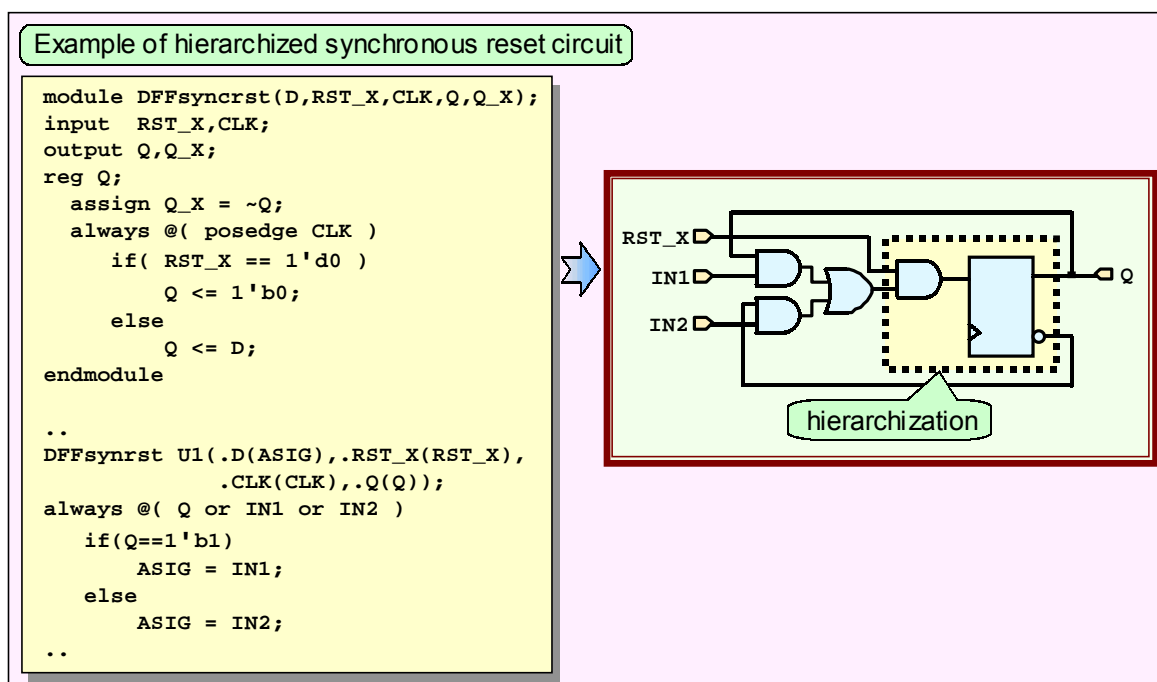 Example of hierarchized synchronous reset circuit
module DFFsyncrst(D,RST_X,CLK,Q,Q_X);
input  RST_X,CLK;
output Q,Q_X;
reg Q;
assign Q_X = ~Q;
always @( posedge CLK )
if( RST_X == 1'd0 )
Q <= 1'b0;
else
Q <= D;
endmodule
..
DFFsynrst U1(.D(ASIG),.RST_X(RST_X),
.CLK(CLK),.Q(Q));
always @( Q or IN1 or IN2 )
if(Q==1'b1)
ASIG = IN1;
else
ASIG = IN2;
..
RST_X
IN1
IN2
Q
hierarchization